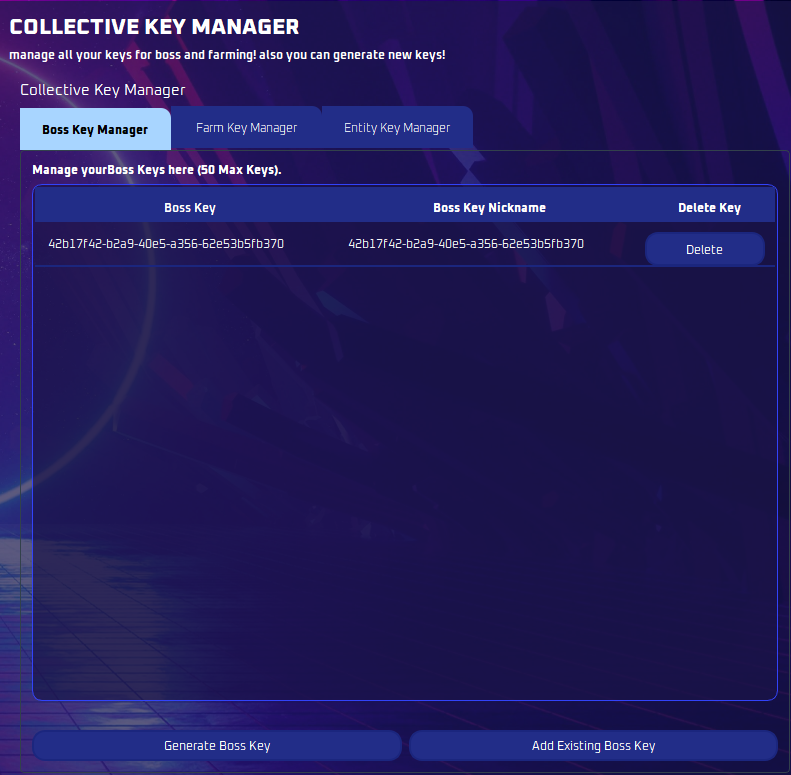 COLLECTIVE KEY MANAGER
manage all your keys for boss and farming! also you can generate new keys!
Collective Key Manager
Boss Key Manager Farm Key Manager Entity Key Manager
Manage yourBoss Keys here (50 Max Keys).
Boss Key Boss Key Nickname Delete Key
42b17f42-b2a9-40e5-a356-62e53b5fb370 42b17f42-b2a9-40e5-a356-62e53b5fb370 Delete
Generate Boss Key Add Existing Boss Key